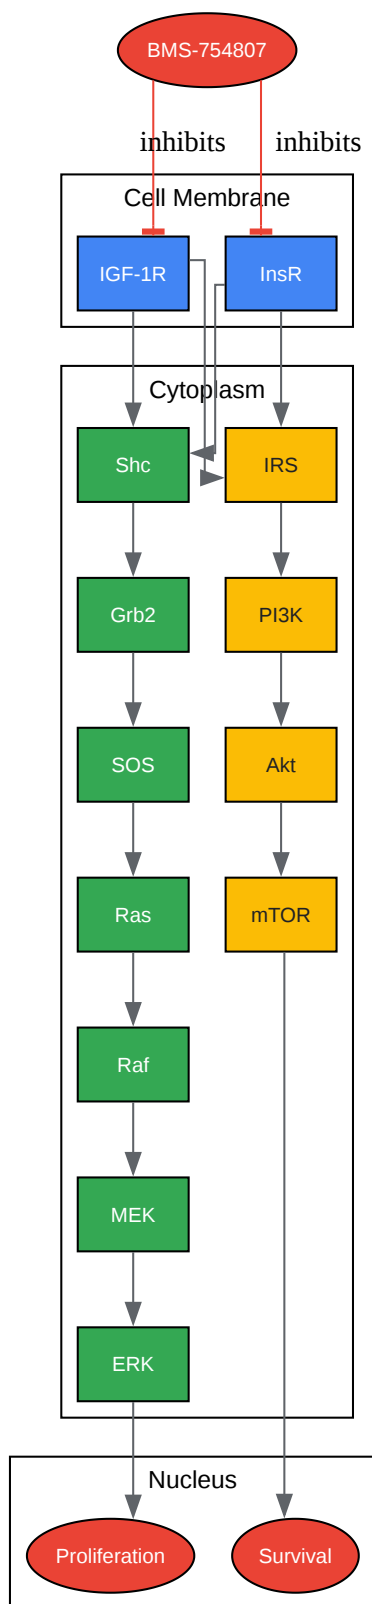 BMS-754807
inhibits
inhibits
Cell Membrane
IGF-1R
InsR
Cytoplasm
Shc
IRS
Grb2
PI3K
SOS
Akt
Ras
mTOR
Raf
MEK
ERK
Nucleus
Proliferation
Survival